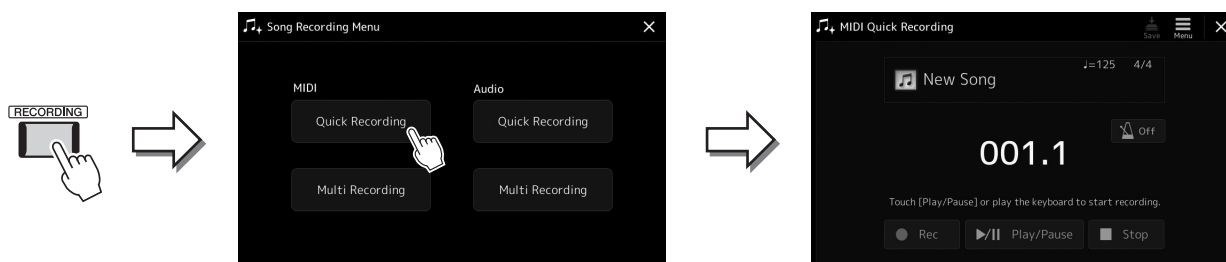 RECORDING
Song Recording Menu
MIDI
Audio
Quick Recording
Quick Recording
Multi Recording
Multi Recording
MIDI Quick Recording
Save
Menu
New Song
♩=125 4/4
Off
001.1
Touch [Play/Pause] or play the keyboard to start recording.
Rec
Play/Pause
Stop